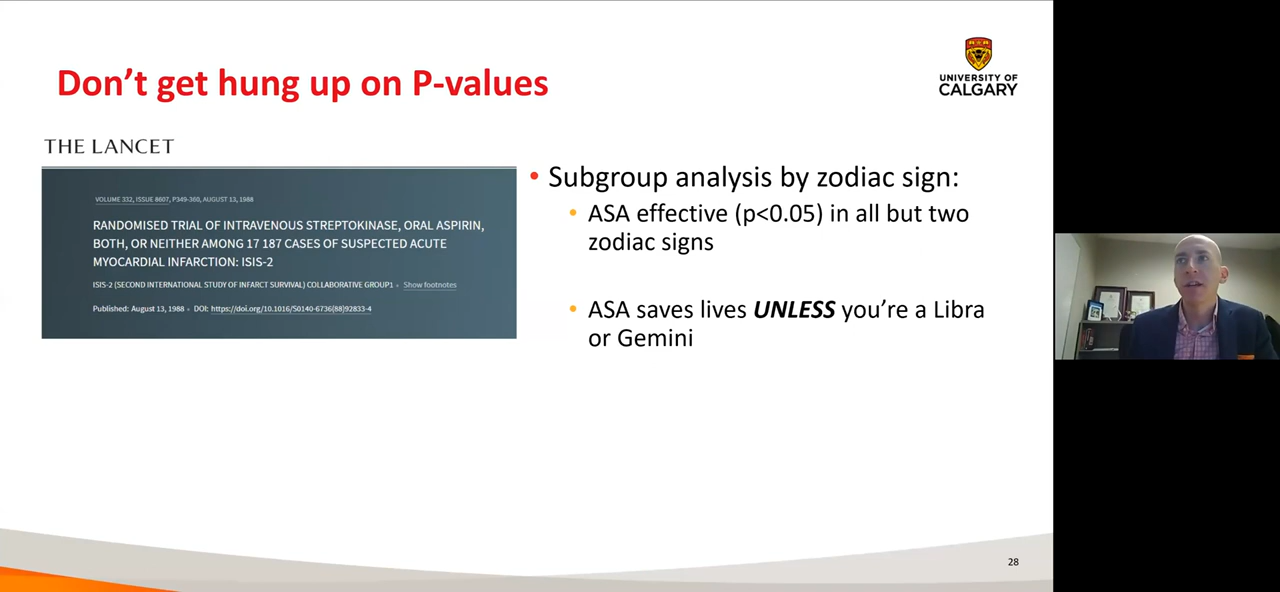 Don’t get hung up on P-values
UNIVERSITY OF
CALGARY
THE LANCET
VOLUME 332, ISSUE 8607, P349-360, AUGUST 13, 1988
RANDOMISED TRIAL OF INTRAVENOUS STREPTOKINASE, ORAL ASPIRIN,
BOTH, OR NEITHER AMONG 17 187 CASES OF SUSPECTED ACUTE
MYOCARDIAL INFARCTION: ISIS-2
ISIS-2 (SECOND INTERNATIONAL STUDY OF INFARCT SURVIVAL) COLLABORATIVE GROUP1 • Show footnotes
Published: August 13, 1988 • DOI: https://doi.org/10.1016/S0140-6736(88)92833-4
• Subgroup analysis by zodiac sign:
• ASA effective (p<0.05) in all but two
zodiac signs
• ASA saves lives UNLESS you’re a Libra
or Gemini
28